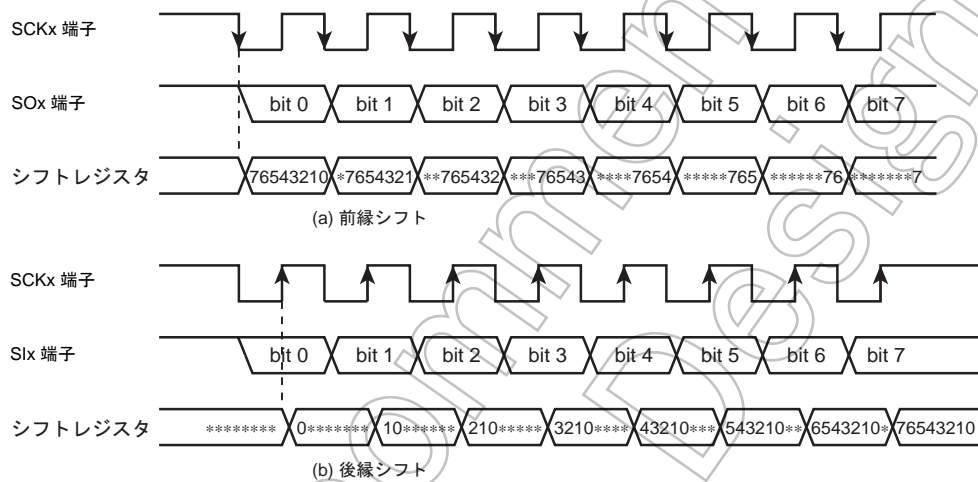 SCKx 端子
SOx 端子 bit 0 bit 1 bit 2 bit 3 bit 4 bit 5 bit 6 bit 7
シフトレジスタ 76543210 *7654321 **765432 ***76543 ****7654 *****765 ******76 *******7
(a) 前縁シフト
SCKx 端子
SIx 端子 bit 0 bit 1 bit 2 bit 3 bit 4 bit 5 bit 6 bit 7
シフトレジスタ ******** 0******* 10****** 210***** 3210**** 43210*** 543210** 6543210* 76543210
(b) 後縁シフト
ommen
Design